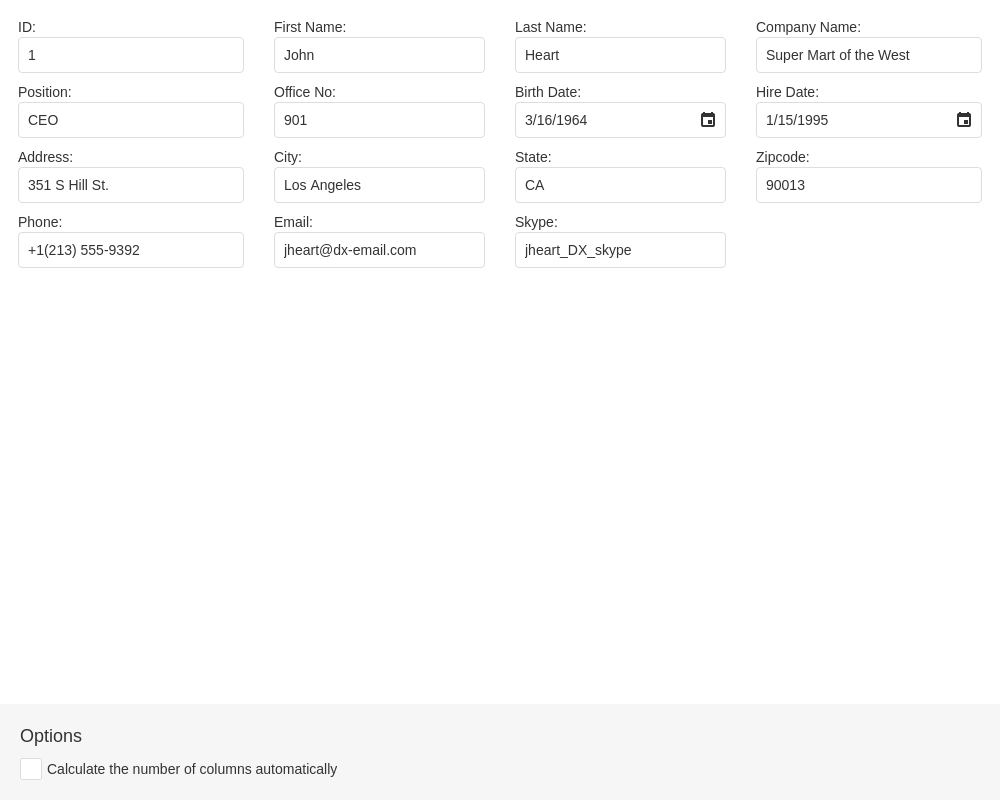 ID: First Name: Last Name: Company Name:
1 John Heart Super Mart of the West
Position: Office No: Birth Date: Hire Date:
CEO 901 3/16/1964 1/15/1995
Address: City: State: Zipcode:
351 S Hill St. Los Angeles CA 90013
Phone: Email: Skype:
+1(213) 555-9392 jheart@dx-email.com jheart_DX_skype
Options
Calculate the number of columns automatically